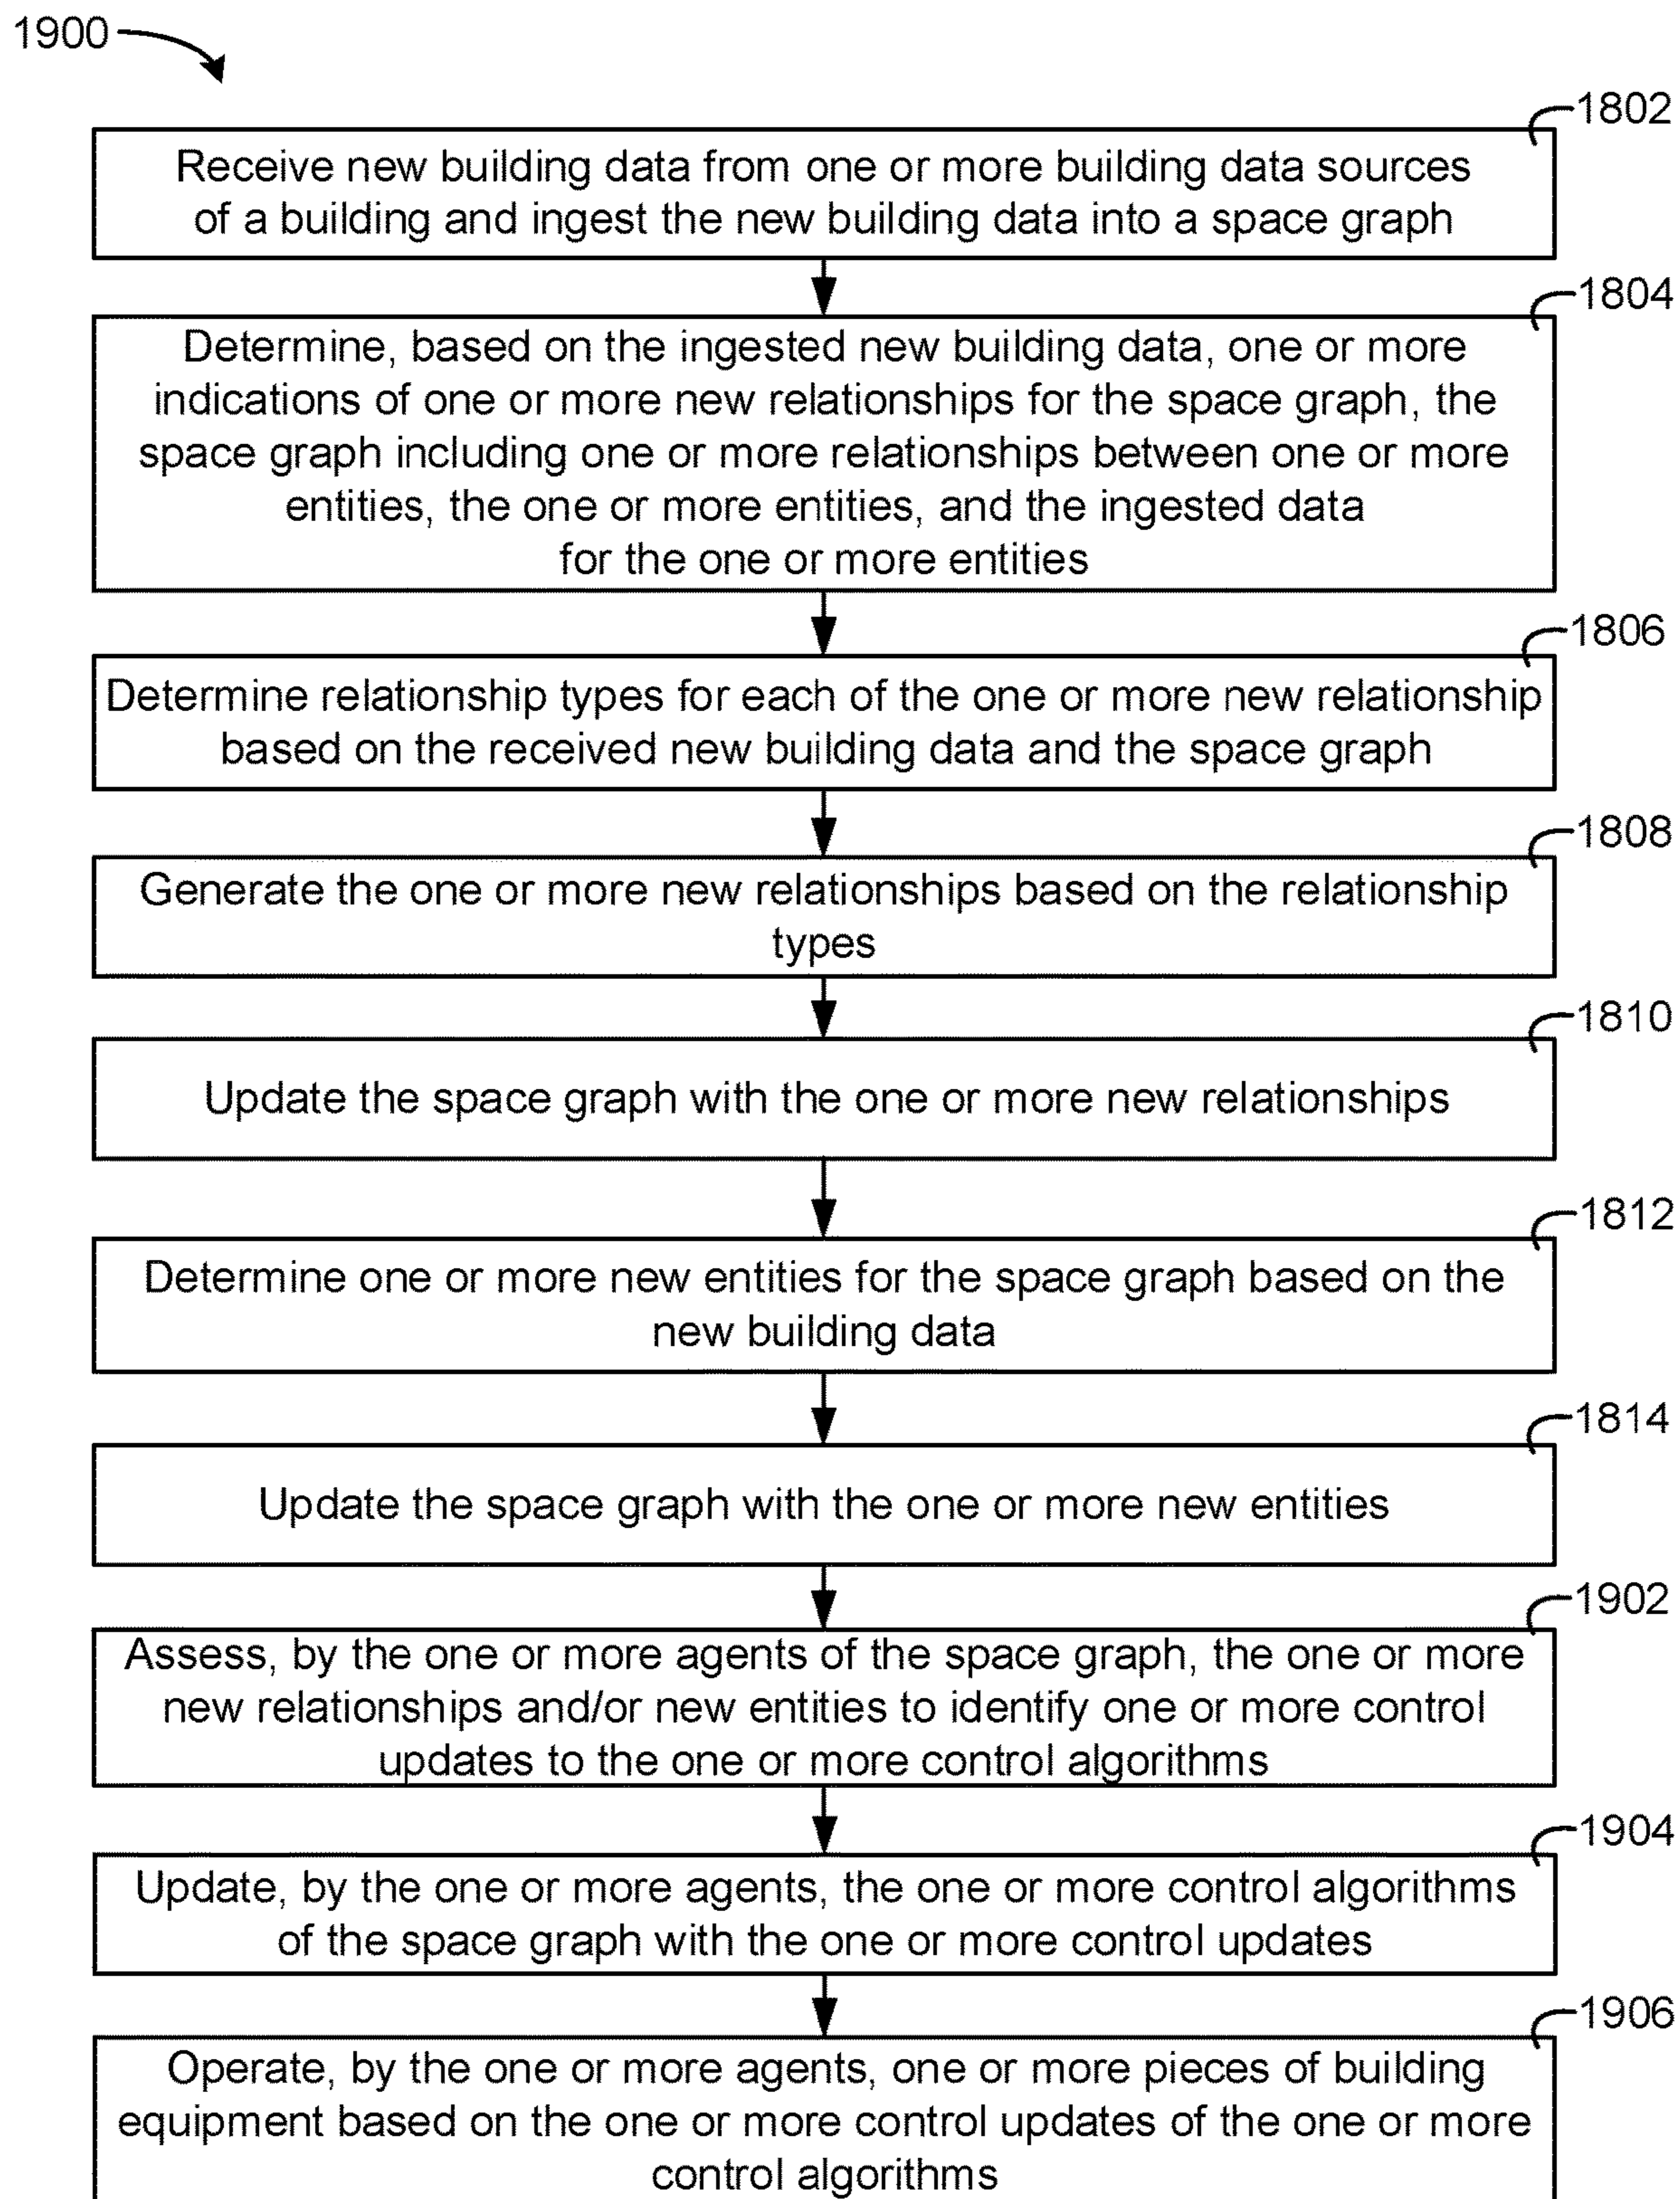 1900
1802
Receive new building data from one or more building data sources
of a building and ingest the new building data into a space graph
1804
Determine, based on the ingested new building data, one or more
indications of one or more new relationships for the space graph, the
space graph including one or more relationships between one or more
entities, the one or more entities, and the ingested data
for the one or more entities
1806
Determine relationship types for each of the one or more new relationship
based on the received new building data and the space graph
1808
Generate the one or more new relationships based on the relationship
types
1810
Update the space graph with the one or more new relationships
1812
Determine one or more new entities for the space graph based on the
new building data
1814
Update the space graph with the one or more new entities
1902
Assess, by the one or more agents of the space graph, the one or more
new relationships and/or new entities to identify one or more control
updates to the one or more control algorithms
1904
Update, by the one or more agents, the one or more control algorithms
of the space graph with the one or more control updates
1906
Operate, by the one or more agents, one or more pieces of building
equipment based on the one or more control updates of the one or more
control algorithms